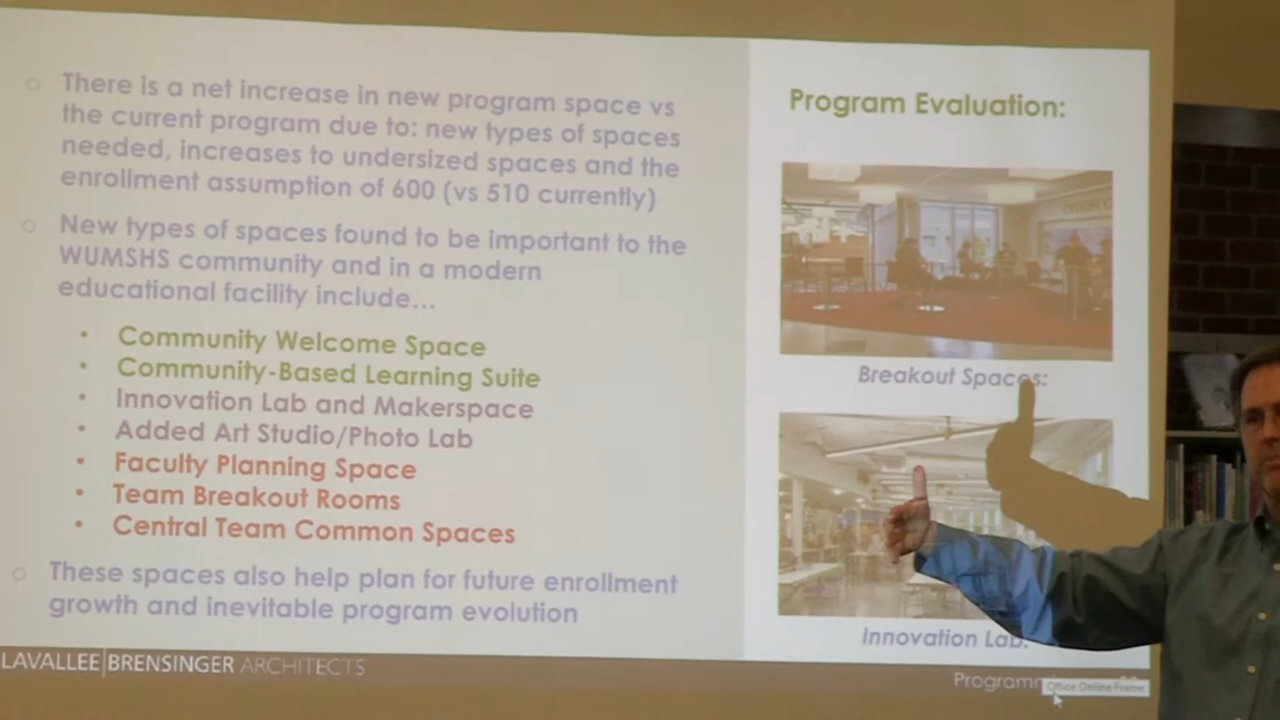 There is a net increase in new program space vs
the current program due to: new types of spaces
needed, increases to undersized spaces and the
enrollment assumption of 600 (vs 510 currently)
New types of spaces found to be important to the
WUMSHS community and in a modern
educational facility include...
• Community Welcome Space
• Community-Based Learning Suite
• Innovation Lab and Makerspace
• Added Art Studio/Photo Lab
• Faculty Planning Space
• Team Breakout Rooms
• Central Team Common Spaces
These spaces also help plan for future enrollment
growth and inevitable program evolution
LAVALLEE|BRENSINGER ARCHITECTS
Program Evaluation:
Breakout Spaces:
Innovation Lab:
Office Online Frame